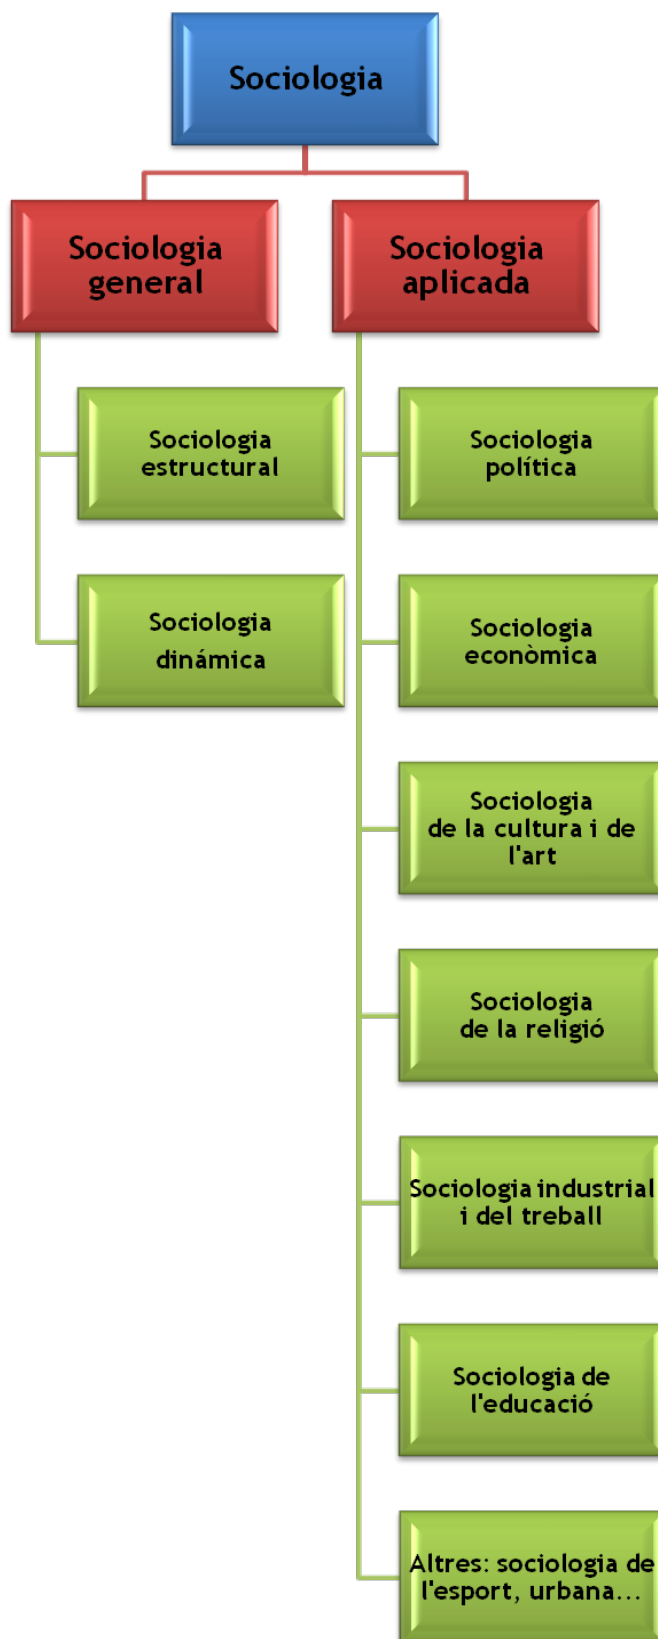 Sociologia
Sociologia
general
Sociologia
aplicada
Sociologia
estructural
Sociologia
dinámica
Sociologia
política
Sociologia
econòmica
Sociologia
de la cultura i de
l'art
Sociologia
de la religió
Sociologia industrial
i del treball
Sociologia de
l'educació
Altres: sociologia de
l'esport, urbana...